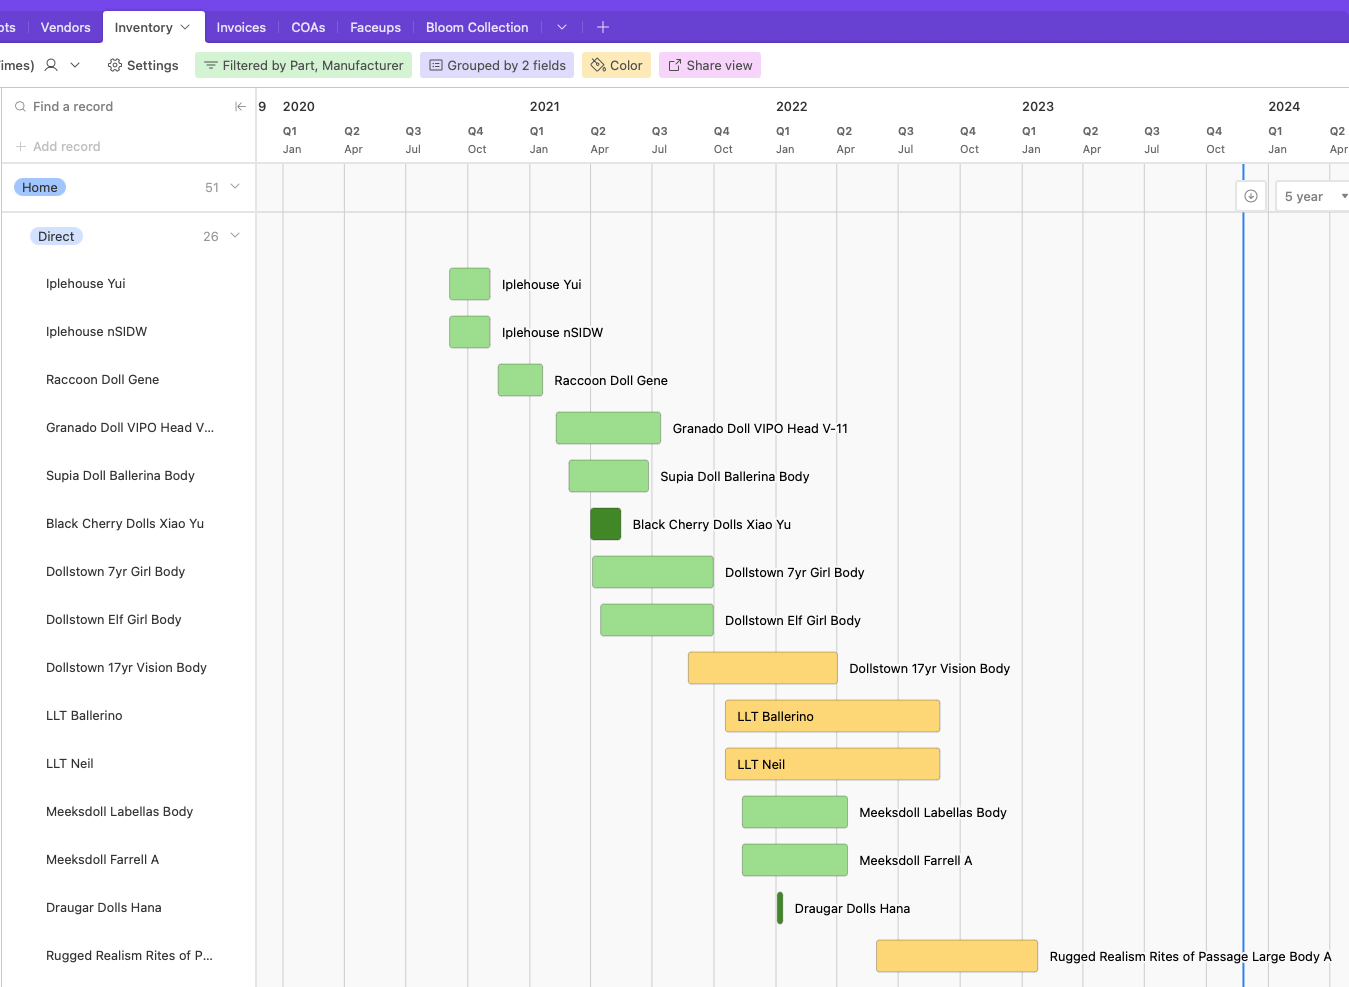 Vendors
Inventory
Invoices
COAs
Faceups
Bloom Collection
Settings
Filtered by Part, Manufacturer
Grouped by 2 fields
Color
Share view
Find a record
9 2020 2021 2022 2023 2024
Q1 Q2 Q3 Q4 Q1 Q2 Q3 Q4 Q1 Q2 Q3 Q4 Q1 Q2 Q3 Q4 Q1 Q2
Add record
Jan Apr Jul Oct Jan Apr Jul Oct Jan Apr Jul Oct Jan Apr Jul Oct Jan Apr
Home 51
5 year
Direct 26
Iplehouse Yui
Iplehouse Yui
Iplehouse nSIDW
Iplehouse nSIDW
Raccoon Doll Gene
Raccoon Doll Gene
Granado Doll VIPO Head V...
Granado Doll VIPO Head V-11
Supia Doll Ballerina Body
Supia Doll Ballerina Body
Black Cherry Dolls Xiao Yu
Black Cherry Dolls Xiao Yu
Dollstown 7yr Girl Body
Dollstown 7yr Girl Body
Dollstown Elf Girl Body
Dollstown Elf Girl Body
Dollstown 17yr Vision Body
Dollstown 17yr Vision Body
LLT Ballerino
LLT Ballerino
LLT Neil
LLT Neil
Meeksdoll Labellas Body
Meeksdoll Labellas Body
Meeksdoll Farrell A
Meeksdoll Farrell A
Draugar Dolls Hana
Draugar Dolls Hana
Rugged Realism Rites of P...
Rugged Realism Rites of Passage Large Body A